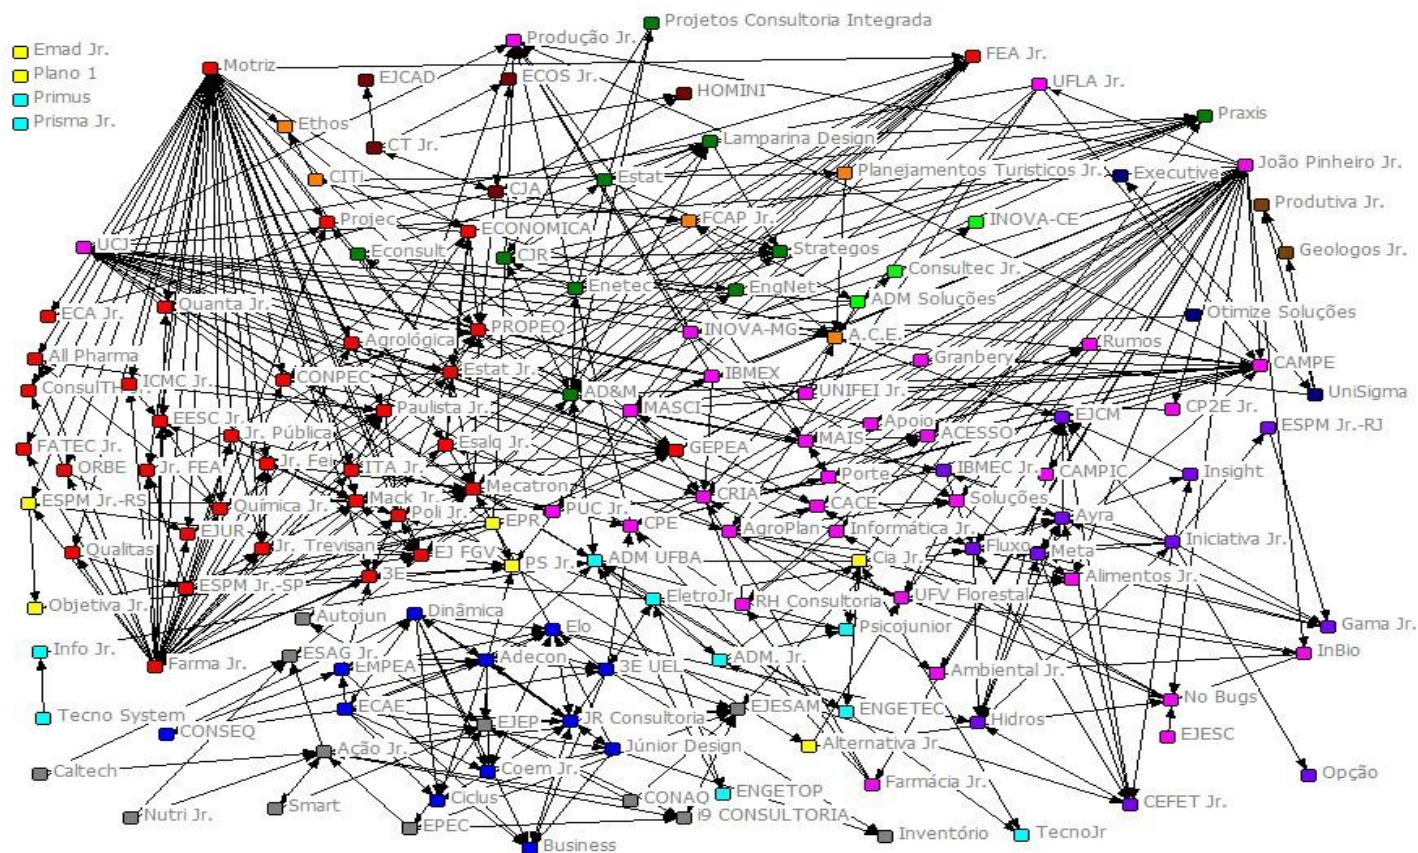 Projetos Consultoria Integrada
Produção Jr.
Emad Jr.
Plano 1
Primus
Prisma Jr.
Motriz
FEA Jr.
EJCAD
ECOS Jr.
HOMINI
UFLA Jr.
Praxis
Ethos
CT Jr.
Lamparina Design
João Pinheiro Jr.
CITi
CJA
Estat
Planejamentos Turisticos Jr.
Executive
Produtiva Jr.
Projec
ECONOMICA
FCAP Jr.
INOVA-CE
UCJ
Econsult
CJR
Strategos
Geologos Jr.
Consultec Jr.
Enetec
EngNet
ADM Soluções
Otimize Soluções
ECA Jr.
Quanta Jr.
PROPEQ
INOVA-MG
A.C.E.
Agrológica
Rumos
All Pharma
Granbery
CAMPE
ICMC Jr.
CONPEC
Estat Jr.
IBMEX
AD&M
UNIFEI Jr.
UniSigma
Paulista Jr.
MASCI
CP2E Jr.
EESC Jr.
Jr. Pública
Apoio
ACESSO
EJCM
ESPM Jr.-RJ
FATEC Jr.
Esalq Jr.
GEPEA
MAIS
ORBE
Jr. FEA
Jr. Fei
ITA Jr.
Porte
IBMEC Jr.
CAMPIC
Insight
ESPM Jr.-RS
Química Jr.
Mack Jr.
Mecatron
CRIA
CACE
Soluções
EJUR
Poli Jr.
EPR
PUC Jr.
CPE
AgroPlan
Informática Jr.
Ayra
Qualitas
Jr. Trevisan
EJ FGV
PS Jr.
ADM UFBA
Cia Jr.
Fluxo
Meta
Iniciativa Jr.
ESPM Jr.-SP
3E
Alimentos Jr.
Objetiva Jr.
Autojun
Dinâmica
Elo
EletroJr
RH Consultoria
UFV Florestal
Psicojunior
Gama Jr.
Info Jr.
Farma Jr.
ESAG Jr.
EMPEA
Adecon
3E UEL
ADM. Jr.
Ambiental Jr.
InBio
Tecno System
CONSEQ
ECAE
EJEP
JR Consultoria
EJESAM
ENGETEC
Hidros
No Bugs
EJESC
Ação Jr.
Júnior Design
Alternativa Jr
Caltech
Coem Jr.
Farmácia Jr.
Opção
Nutri Jr.
Smart
Ciclus
CONAQ
ENGETOP
CEFET Jr.
EPEC
i9 CONSULTORIA
Inventório
TecnoJr
Business